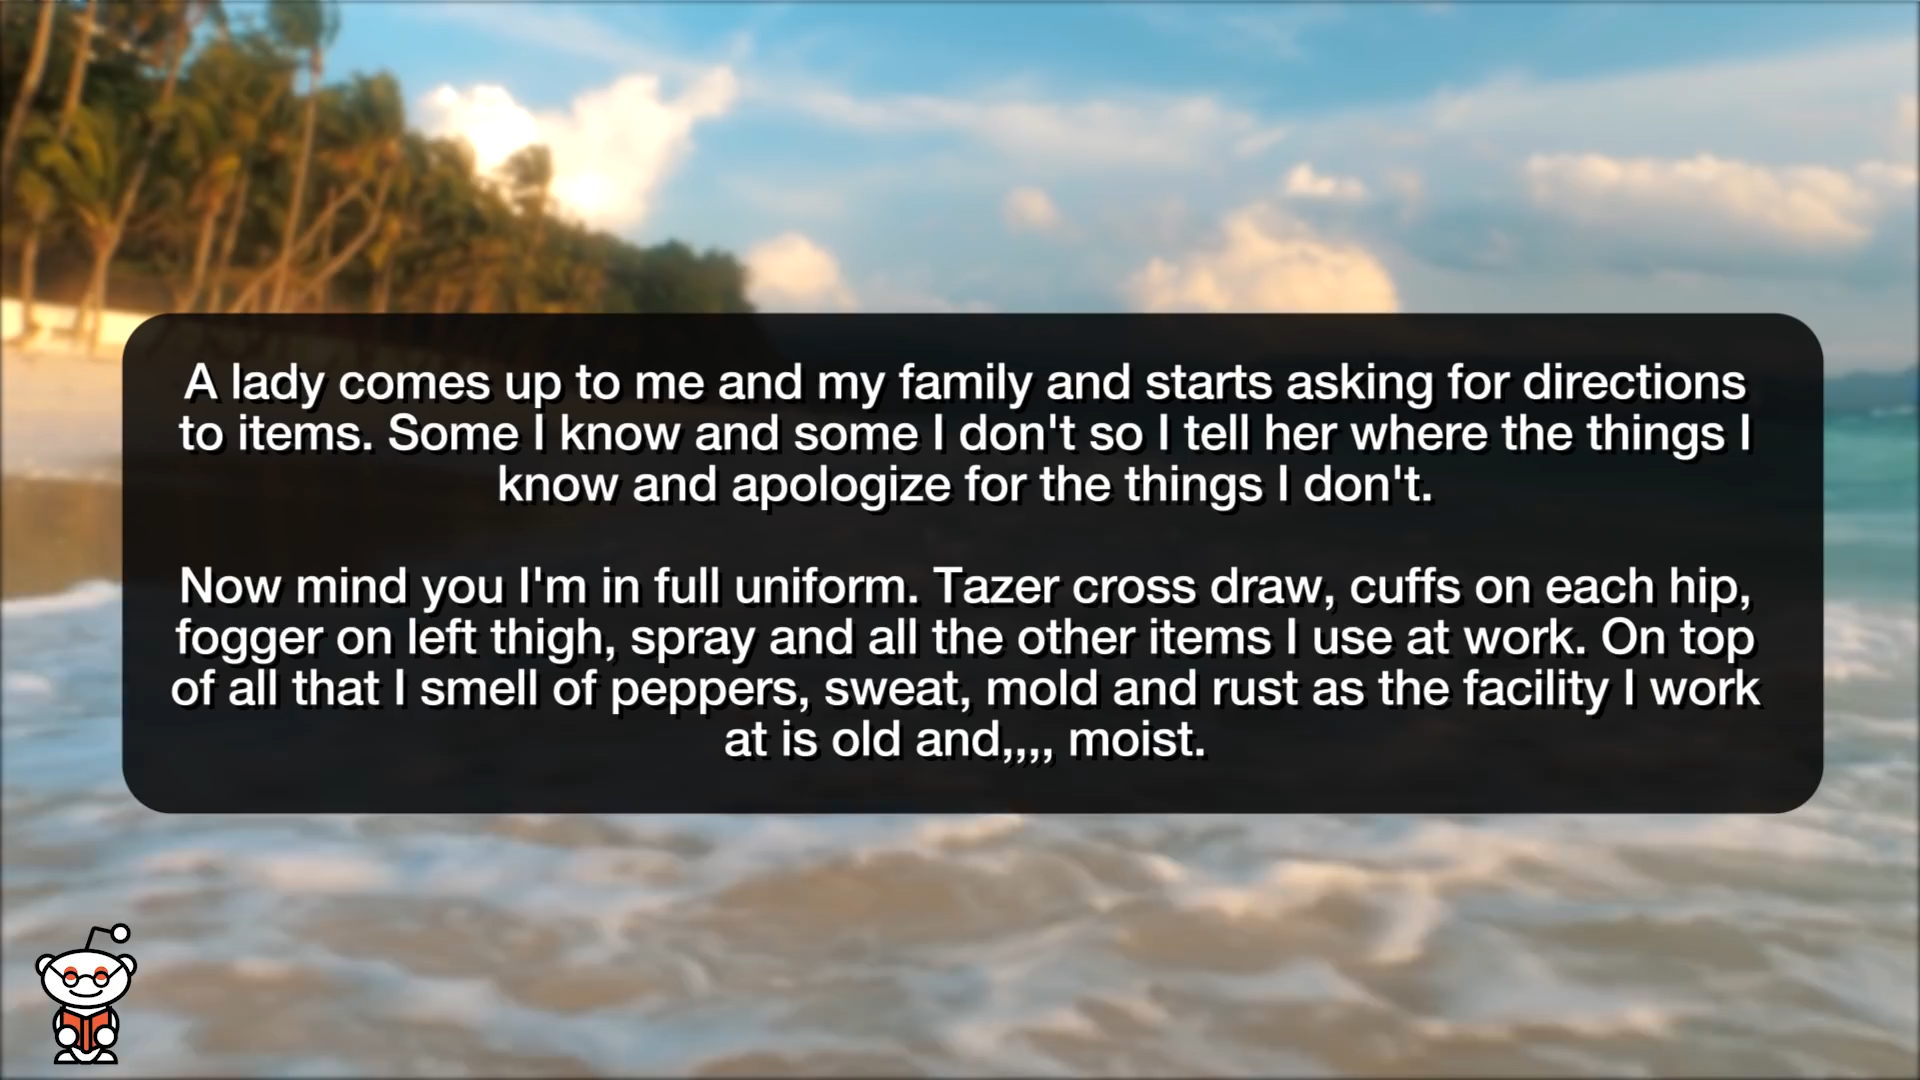 A lady comes up to me and my family and starts asking for directions
to items. Some I know and some I don't so I tell her where the things I
know and apologize for the things I don't.
Now mind you I'm in full uniform. Tazer cross draw, cuffs on each hip,
fogger on left thigh, spray and all the other items I use at work. On top
of all that I smell of peppers, sweat, mold and rust as the facility I work
at is old and,,,, moist.